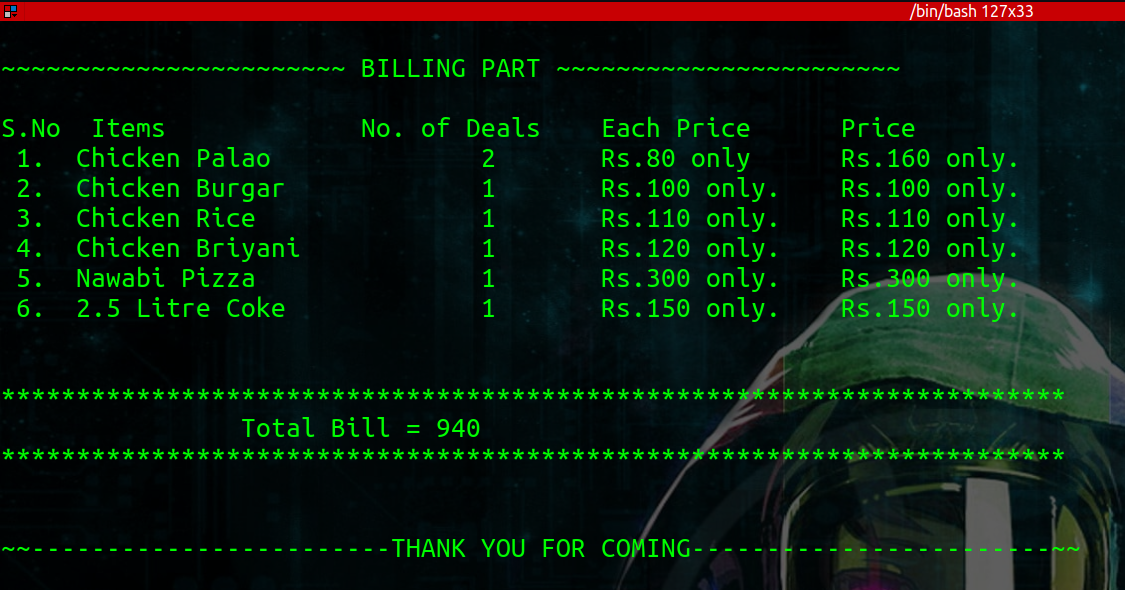 /bin/bash 127x33
~~~~~~~~~~~~~~~~~~~~~~~ BILLING PART ~~~~~~~~~~~~~~~~~~~~~~~
S.No  Items             No. of Deals    Each Price      Price
 1.  Chicken Palao              2       Rs.80 only      Rs.160 only.
 2.  Chicken Burgar             1       Rs.100 only.    Rs.100 only.
 3.  Chicken Rice               1       Rs.110 only.    Rs.110 only.
 4.  Chicken Briyani            1       Rs.120 only.    Rs.120 only.
 5.  Nawabi Pizza               1       Rs.300 only.    Rs.300 only.
 6.  2.5 Litre Coke             1       Rs.150 only.    Rs.150 only.
***********************************************************************
                Total Bill = 940
***********************************************************************
~~------------------------THANK YOU FOR COMING------------------------~~